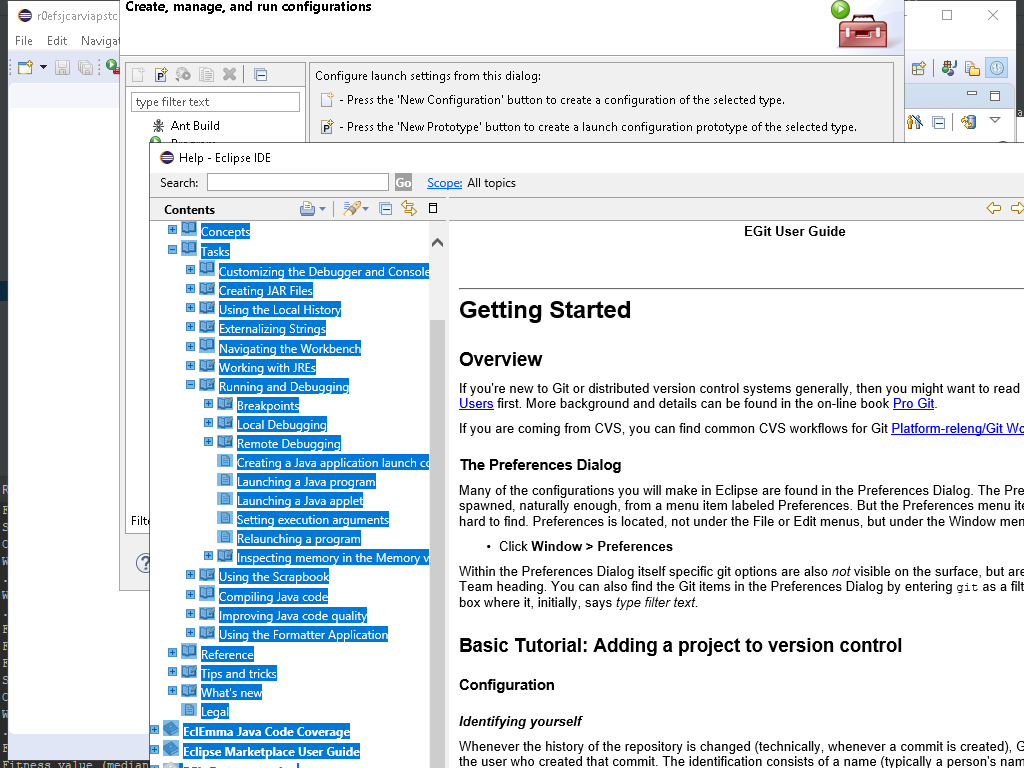 Create, manage, and run configurations
r0efsjcarviapstc
File Edit Navigat
Configure launch settings from this dialog:
- Press the 'New Configuration' button to create a configuration of the selected type.
- Press the 'New Prototype' button to create a launch configuration prototype of the selected type.
type filter text
Ant Build
Help - Eclipse IDE
Search: Go Scope: All topics
Contents
Concepts
Tasks
Customizing the Debugger and Console
Creating JAR Files
Using the Local History
Externalizing Strings
Navigating the Workbench
Working with JREs
Running and Debugging
Breakpoints
Local Debugging
Remote Debugging
Creating a Java application launch co
Launching a Java program
Launching a Java applet
Setting execution arguments
Relaunching a program
Inspecting memory in the Memory v
Using the Scrapbook
Compiling Java code
Improving Java code quality
Using the Formatter Application
Reference
Tips and tricks
What's new
Legal
EclEmma Java Code Coverage
Eclipse Marketplace User Guide
Filte
Fitness value (median
EGit User Guide
Getting Started
Overview
If you're new to Git or distributed version control systems generally, then you might want to read
Users first. More background and details can be found in the on-line book Pro Git.
If you are coming from CVS, you can find common CVS workflows for Git Platform-releng/Git Wo
The Preferences Dialog
Many of the configurations you will make in Eclipse are found in the Preferences Dialog. The Pre
spawned, naturally enough, from a menu item labeled Preferences. But the Preferences menu ite
hard to find. Preferences is located, not under the File or Edit menus, but under the Window men
• Click Window > Preferences
Within the Preferences Dialog itself specific git options are also not visible on the surface, but are
Team heading. You can also find the Git items in the Preferences Dialog by entering git as a filt
box where it, initially, says type filter text.
Basic Tutorial: Adding a project to version control
Configuration
Identifying yourself
Whenever the history of the repository is changed (technically, whenever a commit is created), G
the user who created that commit. The identification consists of a name (typically a person's nam